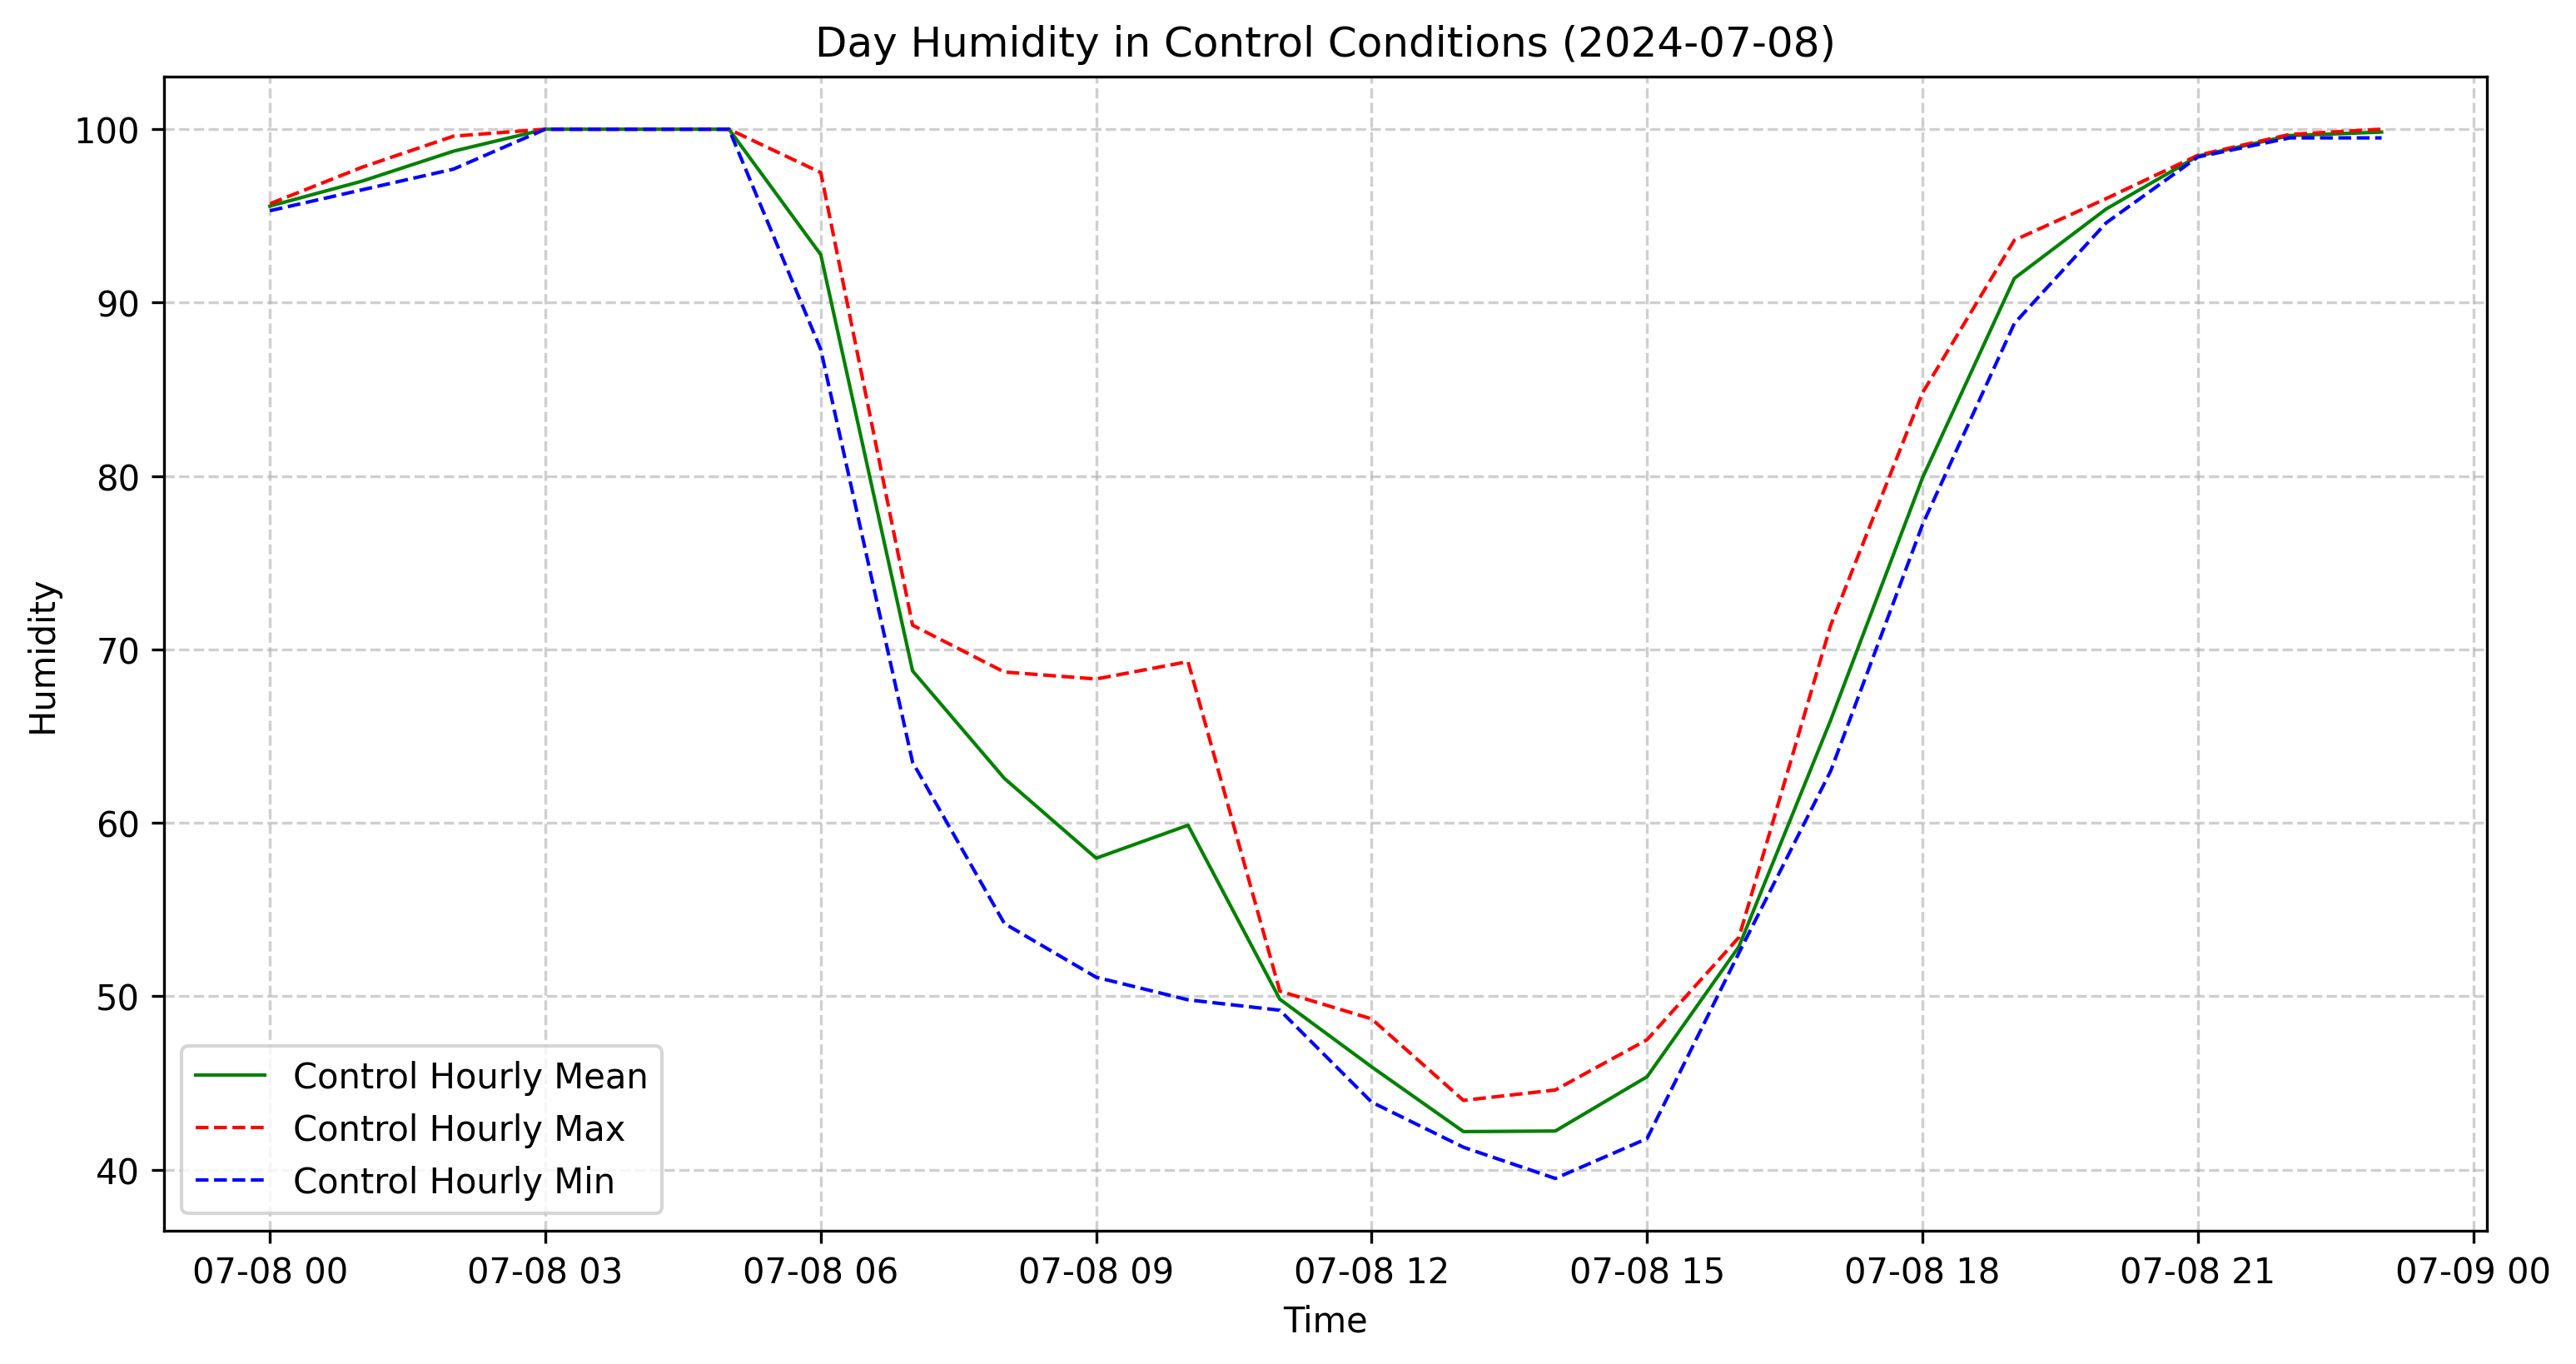 Day Humidity in Control Conditions (2024-07-08)
Humidity
100
90
80
70
60
50
40
Control Hourly Mean
Control Hourly Max
Control Hourly Min
07-08 00 07-08 03 07-08 06 07-08 09 07-08 12 07-08 15 07-08 18 07-08 21 07-09 00
Time